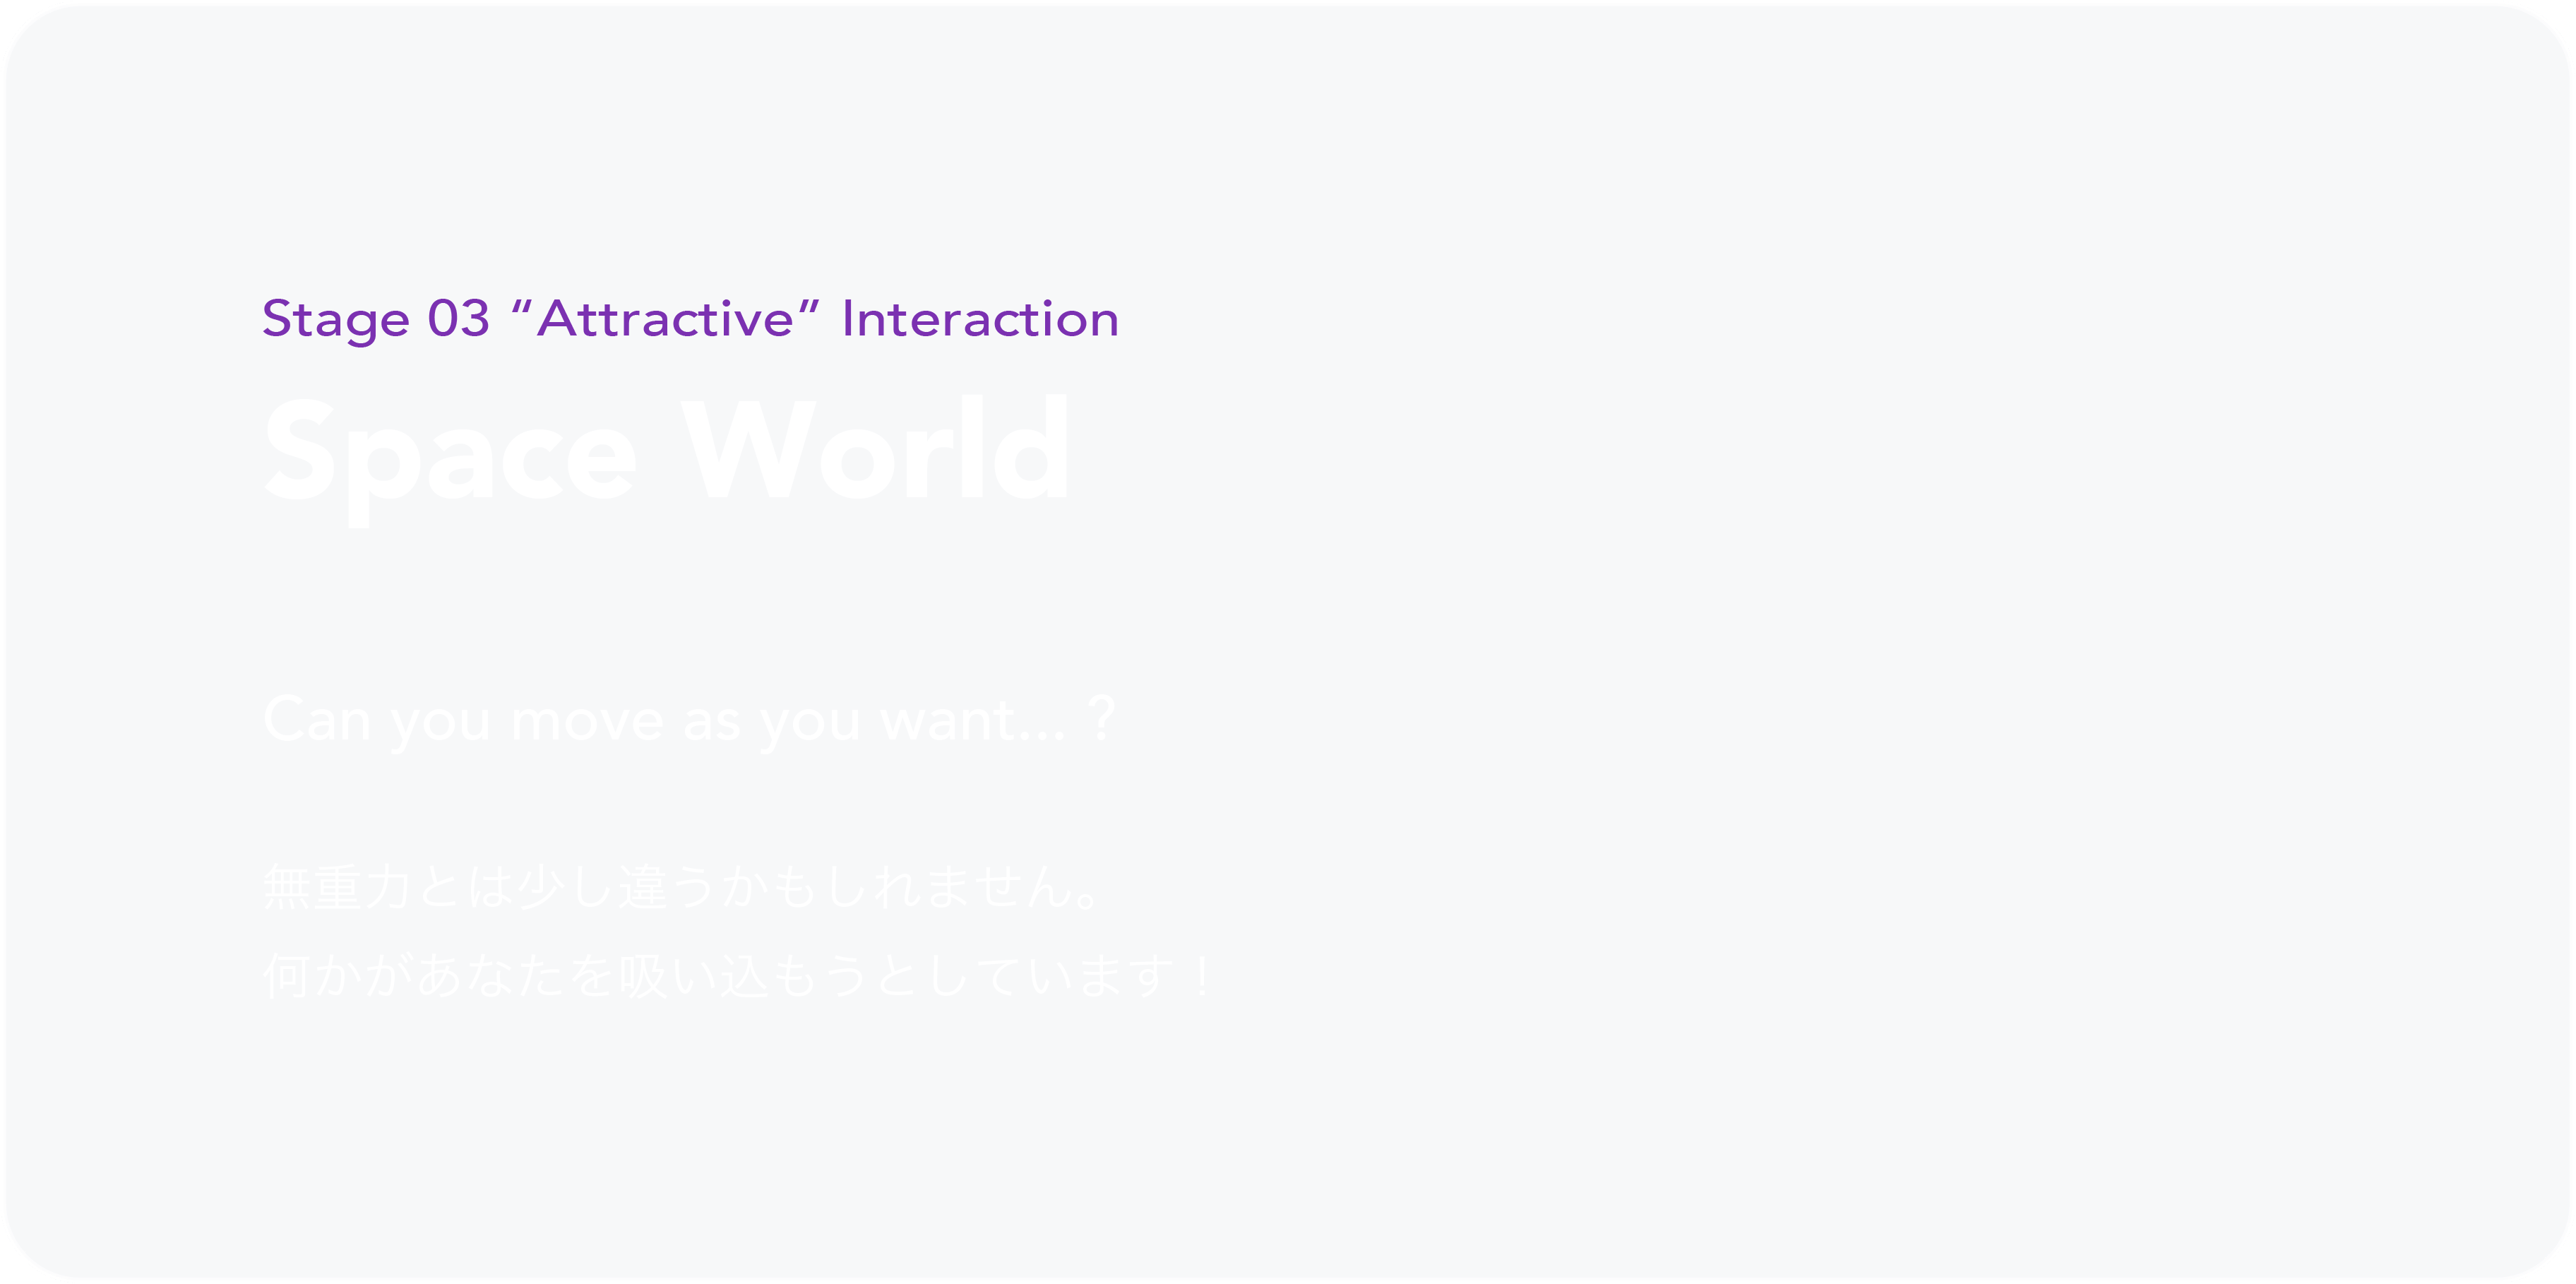 Stage 03 “Attractive” Interaction
Space World
Can you move as you want... ?
無重力とは少し違うかもしれません。
何かがあなたを吸い込もうとしています！